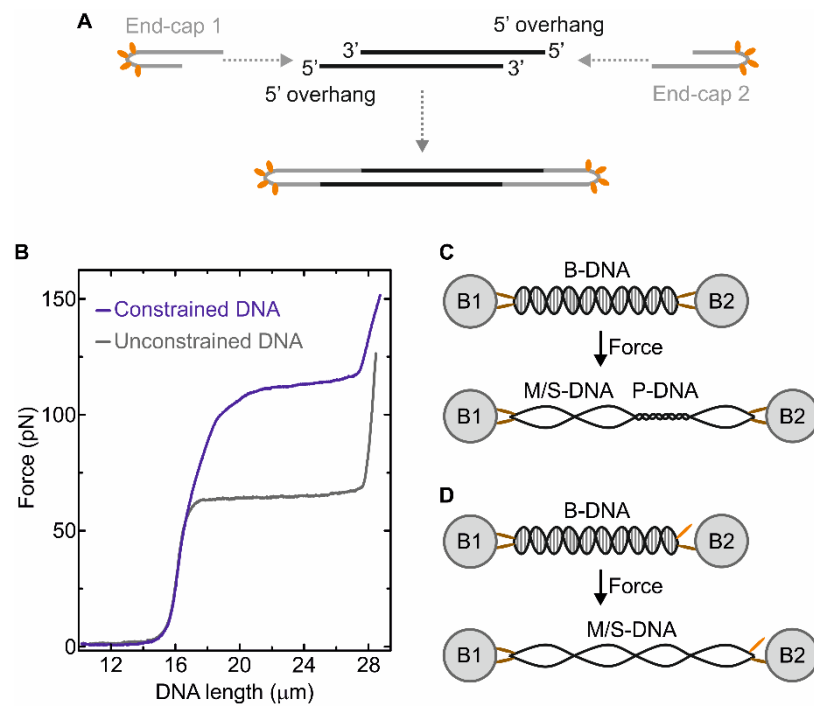 A
End-cap 1
5' overhang
3'
5'
5'
3'
5' overhang
End-cap 2
B
150
Constrained DNA
Unconstrained DNA
100
50
0
Force (pN)
12
16
20
24
28
DNA length (μm)
C
B-DNA
B1
B2
Force
M/S-DNA P-DNA
B1
B2
D
B-DNA
B1
B2
Force
M/S-DNA
B1
B2